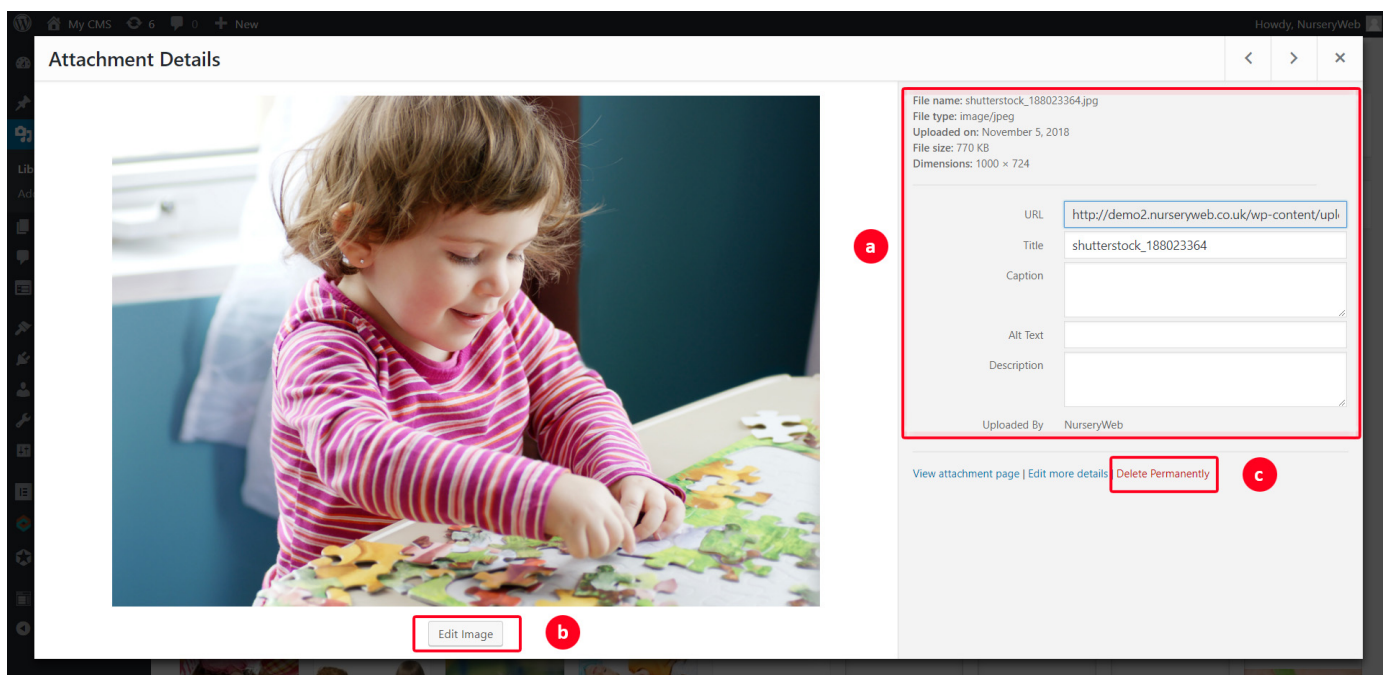 My CMS 6 0 New
Howdy, NurseryWeb
Attachment Details
File name: shutterstock_188023364.jpg
File type: image/jpeg
Uploaded on: November 5, 2018
File size: 770 KB
Dimensions: 1000 × 724
URL http://demo2.nurseryweb.co.uk/wp-content/uplo
a
Title shutterstock_188023364
Caption
Alt Text
Description
Uploaded By NurseryWeb
View attachment page | Edit more details | Delete Permanently
c
Edit Image
b
Lib